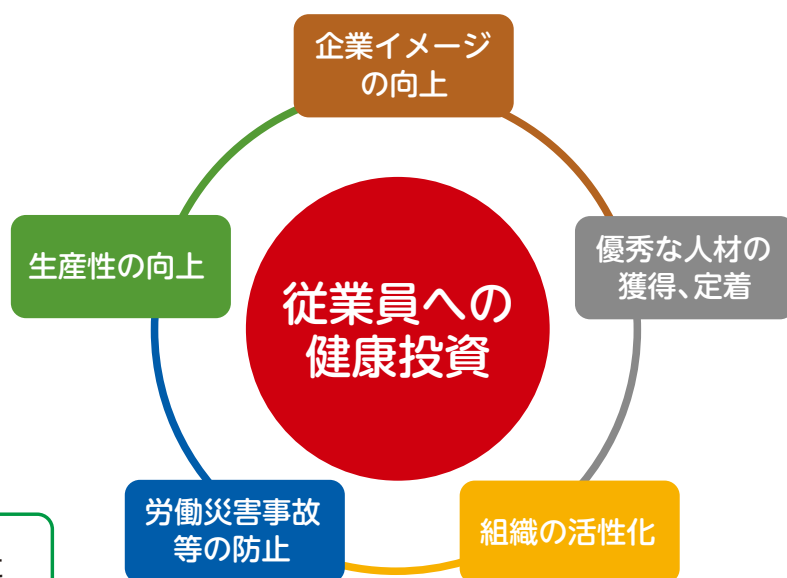 企業イメージ
の向上
生産性の向上
優秀な人材の
獲得、定着
従業員への
健康投資
労働災害事故
等の防止
組織の活性化